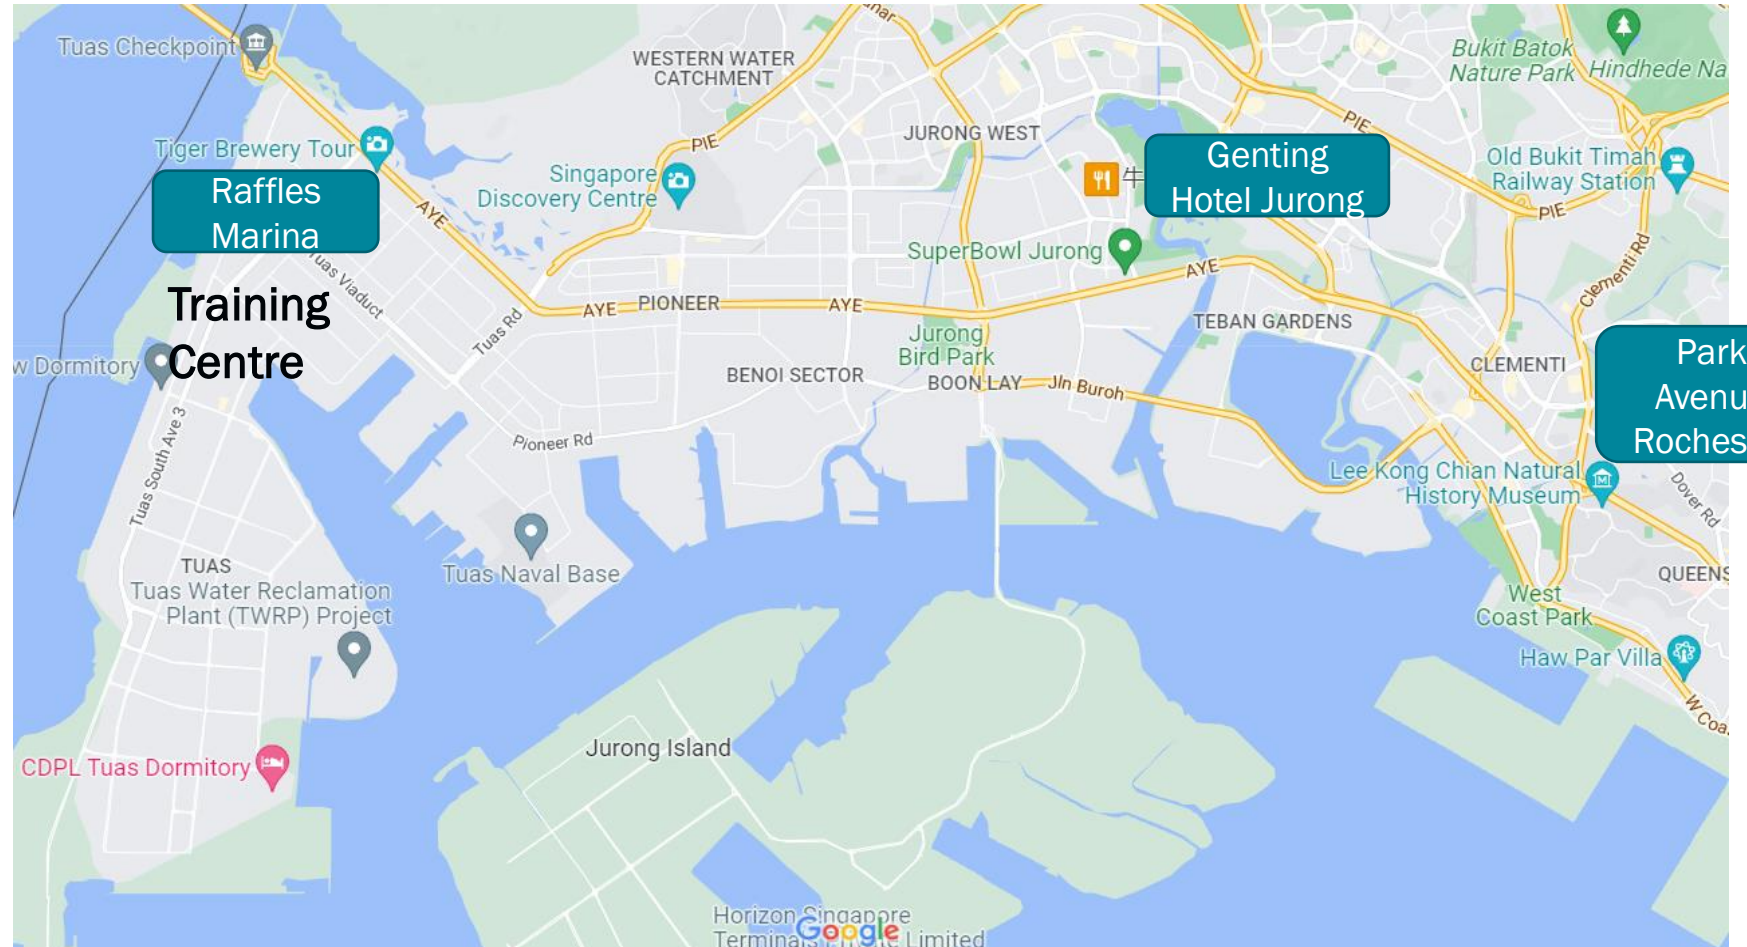 Tuas Checkpoint
WESTERN WATER
CATCHMENT
Bukit Batok
Nature Park
Hindhede Na
PIE
JURONG WEST
PIE
Tiger Brewery Tour
Singapore
Discovery Centre
牛
Genting
Hotel Jurong
Old Bukit Timah
Railway Station
Raffles
Marina
AYE
PIE
SuperBowl Jurong
AYE
Clementi Rd
Tuas Viaduct
Training
Centre
Tuas Rd
AYE
PIONEER
AYE
TEBAN GARDENS
Jurong
Bird Park
w Dormitory
BENOI SECTOR
BOON LAY
Jln Buroh
CLEMENTI
Park
Avenu
Roches
Tuas South Ave 3
Pioneer Rd
Lee Kong Chian Natural
History Museum
Dover Rd
TUAS
Tuas Water Reclamation
Plant (TWRP) Project
Tuas Naval Base
QUEENS
West
Coast Park
Haw Par Villa
W Coa
CDPL Tuas Dormitory
Jurong Island
Horizon Singapore
Terminals
Limited
Google